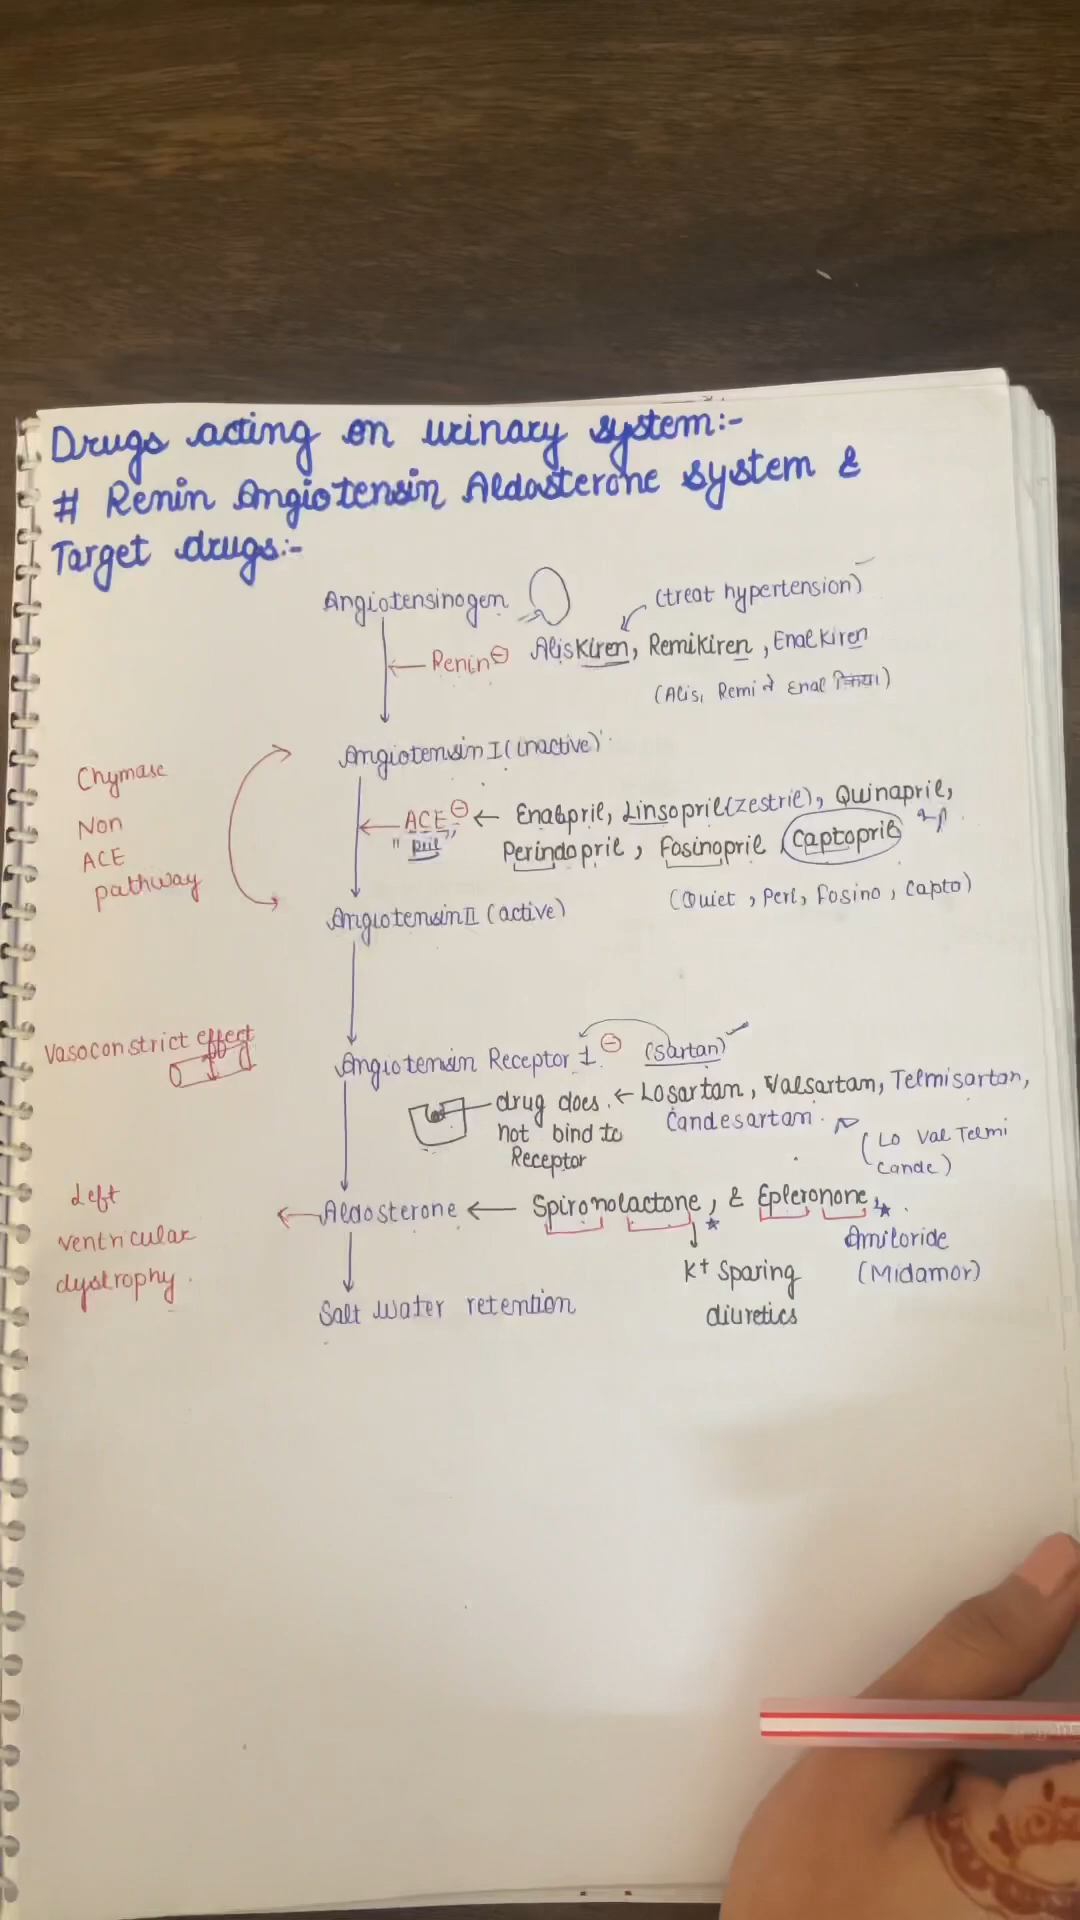 Drugs acting on urinary system:-
# Renin Angiotensin Aldosterone system &
Target drugs:-
Angiotensinogen
(treat hypertension)
Renin ⊖ Aliskiren, Remikiren, Enalkiren
(Alis, Remi ने Enal किया)
Angiotensin I (inactive)
Chymase
Non
ACE
pathway
ACE ⊖ ← Enalapril, Linsopril (zestril), Quinapril,
"pril" Perindopril, Fosinopril, Captopril
(Quiet, Peri, Fosino, Capto)
Angiotensin II (active)
Vasoconstrict effect
Angiotensin Receptor 1 ⊖ (Sartan)
drug does ← Losartam, Valsartam, Telmisartan,
not bind to Candesartam
Receptor
(Lo Val Telmi
Cande)
Left
ventricular
dystrophy.
← Aldosterone ← Spironolactone, & Epleronone,
Amiloride
(Midamor)
K+ Sparing
diuretics
Salt water retention